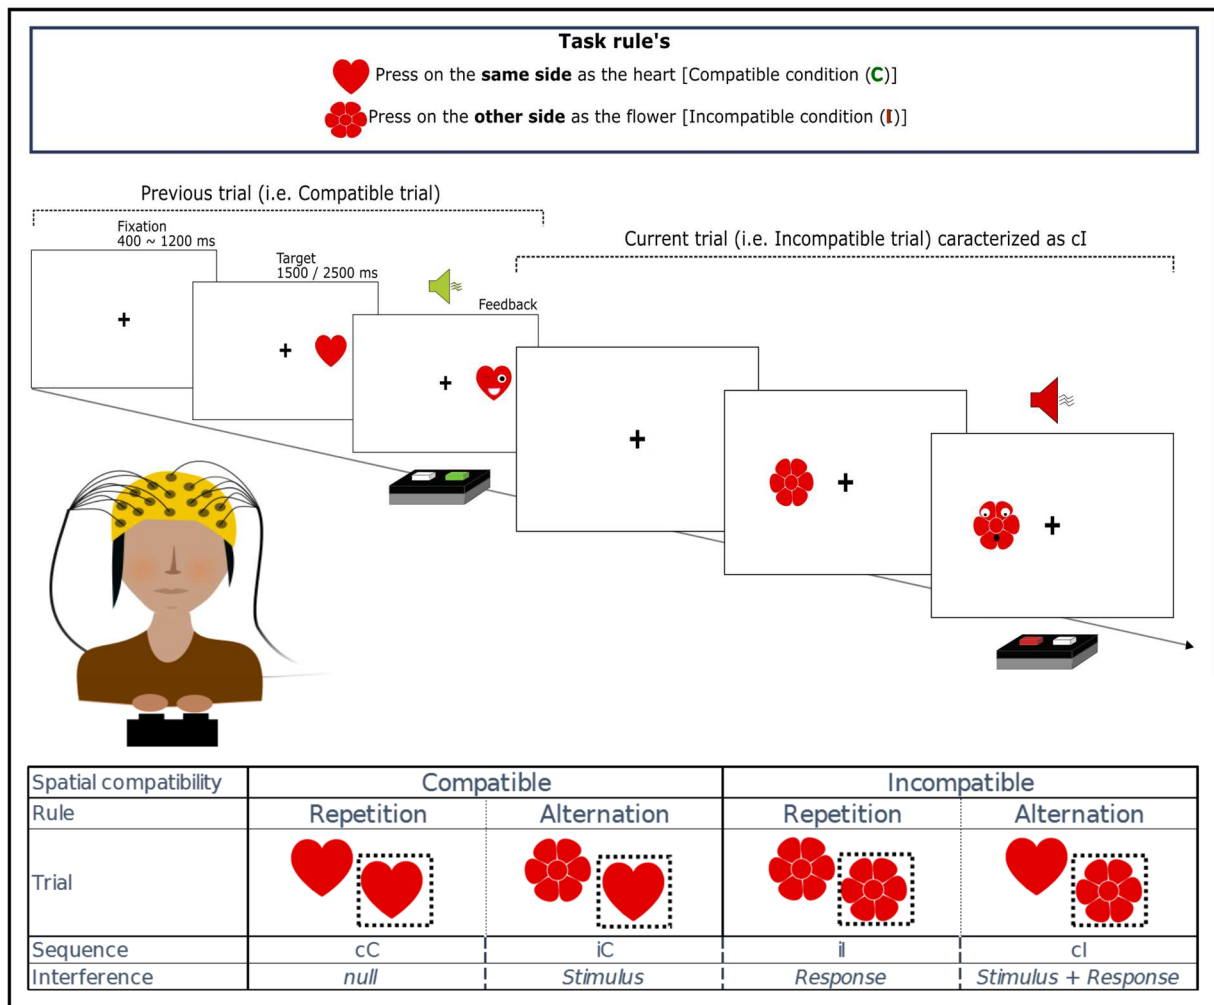 Task rule's
Press on the same side as the heart [Compatible condition (C)]
Press on the other side as the flower [Incompatible condition (I)]
Previous trial (i.e. Compatible trial)
Fixation
400 ~ 1200 ms
Target
1500 / 2500 ms
Feedback
Current trial (i.e. Incompatible trial) caracterized as cI
Spatial compatibility Compatible Incompatible
Rule Repetition Alternation Repetition Alternation
Trial
Sequence cC iC iI cI
Interference null Stimulus Response Stimulus + Response